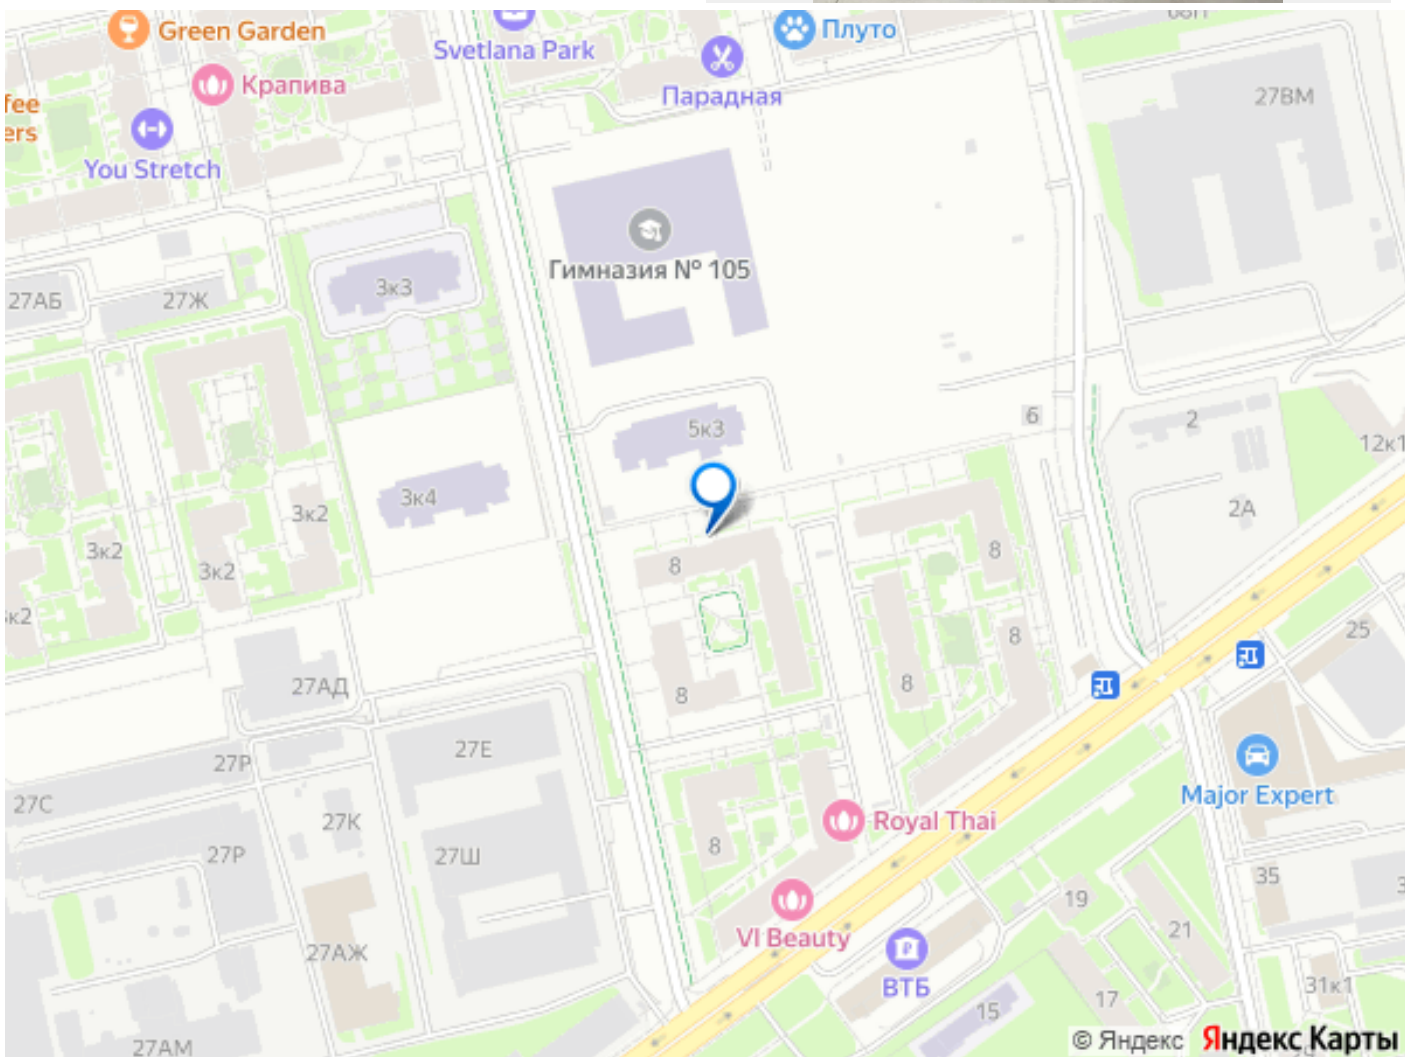 Green Garden
Svetlana Park
Плуто
Крапива
Парадная
27ВМ
fee
ers
You Stretch
Гимназия № 105
27АБ
27Ж
3к3
5к3
6
2
12к1
3к4
3к2
2А
3к2
3к2
8
8
к2
8
25
27АД
8
8
27Е
27Р
Major Expert
27С
27К
Royal Thai
27Р
27Ш
8
35
19
VI Beauty
21
27АЖ
ВТБ
31к1
17
15
27АМ
© Яндекс Яндекс Карты